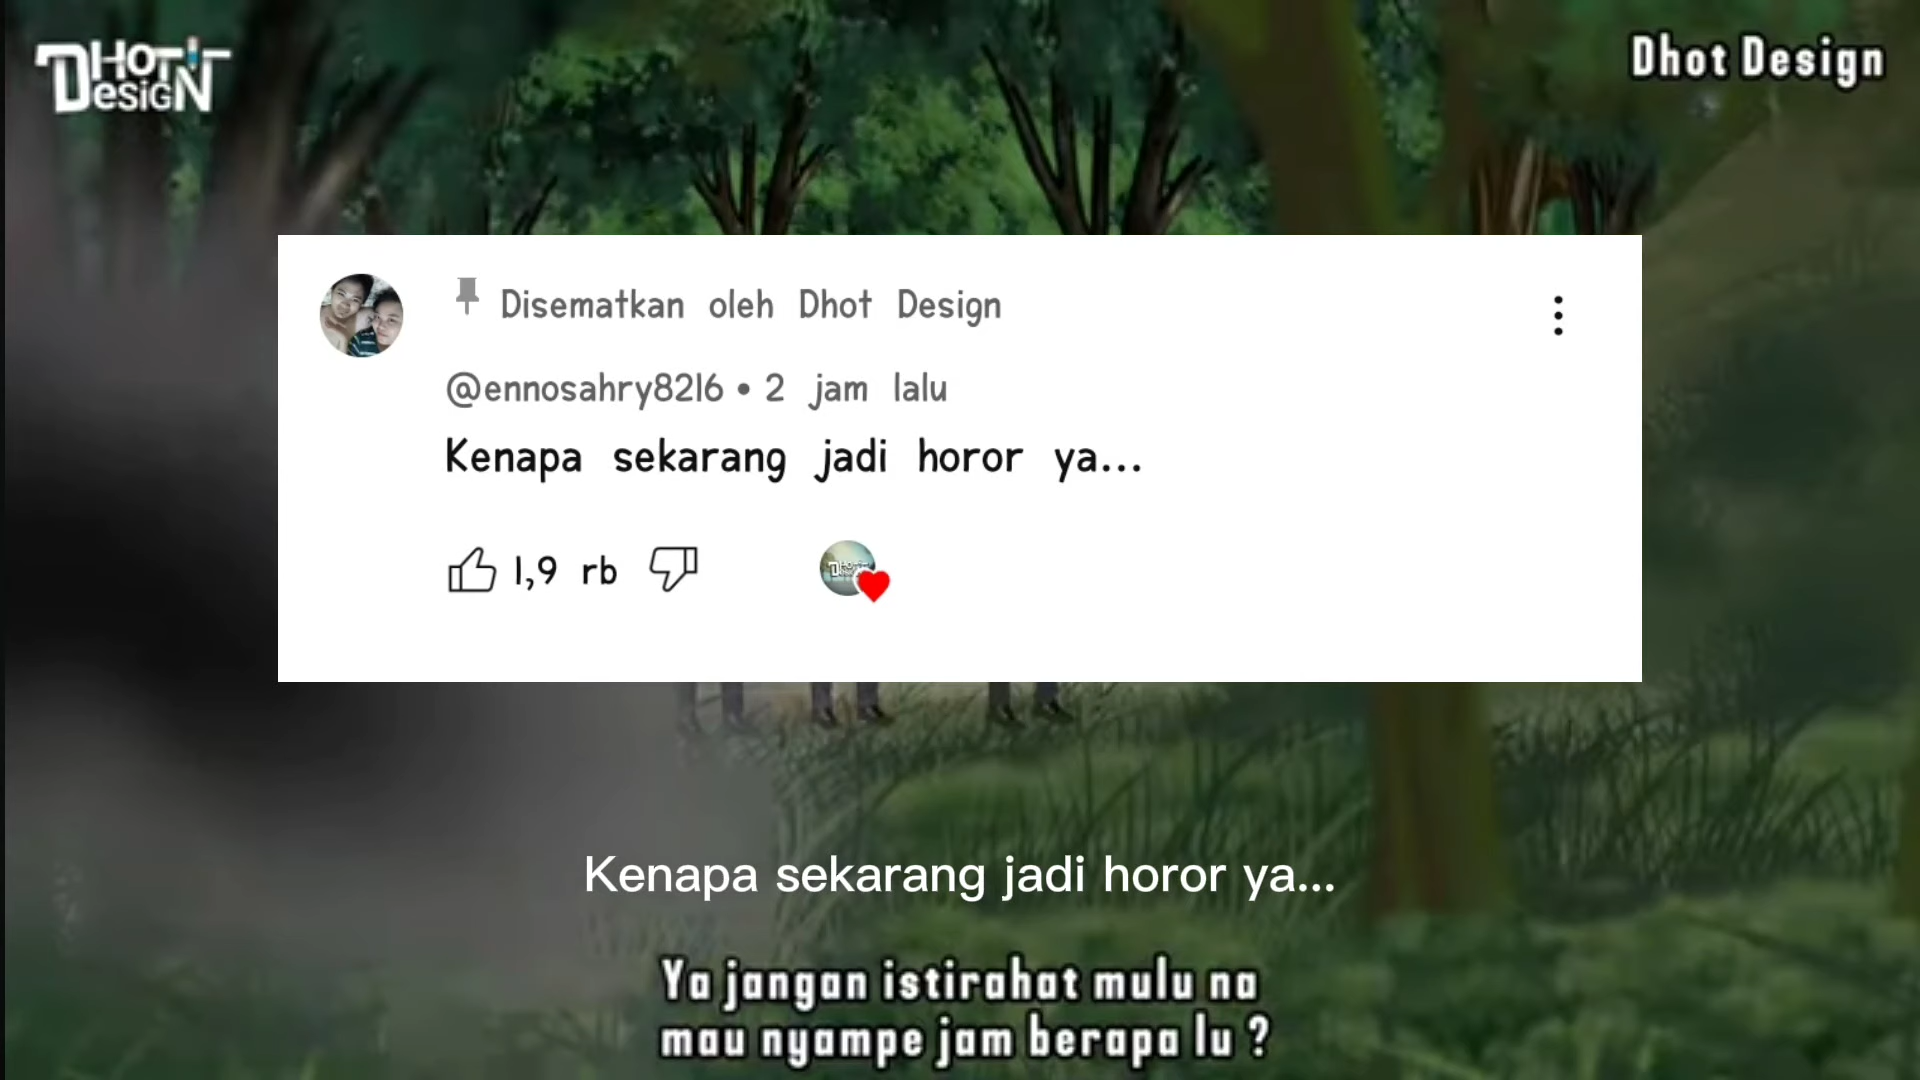 DHOT DESIGN
Dhot Design
Disematkan oleh Dhot Design
@ennosahry8216 • 2 jam lalu
Kenapa sekarang jadi horor ya...
1,9 rb
Kenapa sekarang jadi horor ya...
Ya jangan istirahat mulu na
mau nyampe jam berapa lu ?